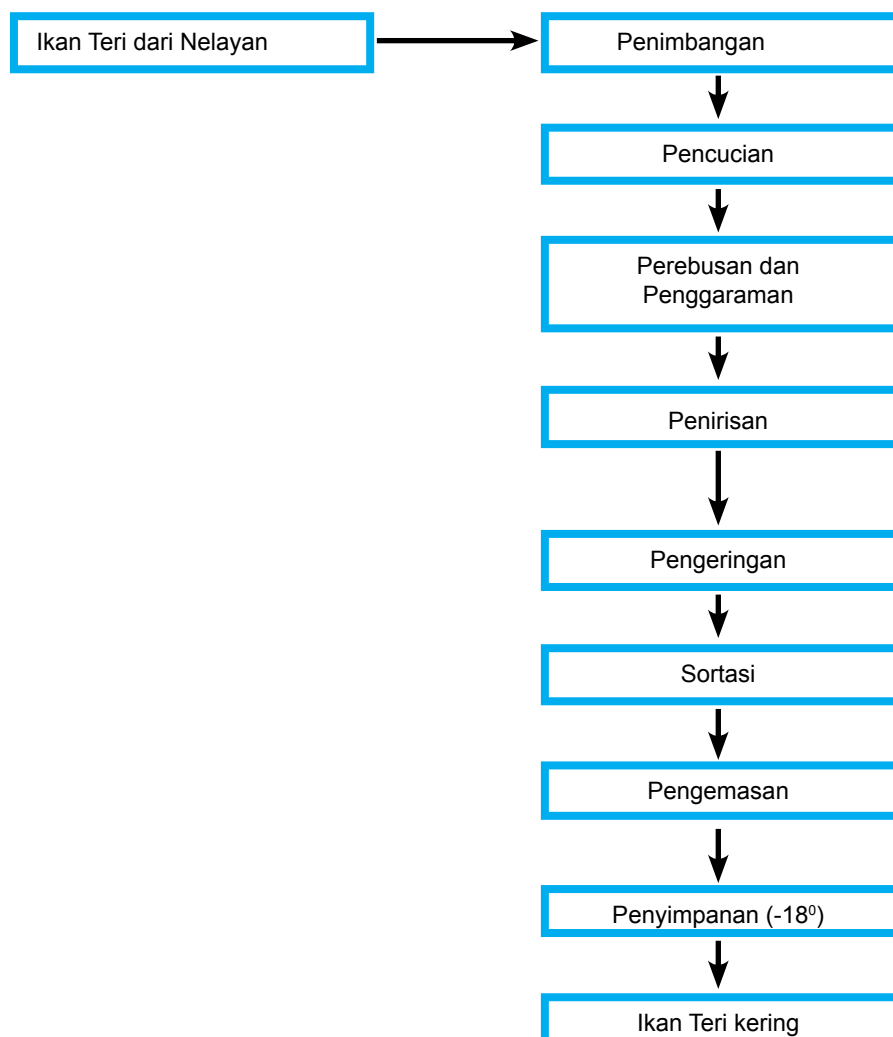 Ikan Teri dari Nelayan
Penimbangan
Pencucian
Perebusan dan
Penggaraman
Penirisan
Pengeringan
Sortasi
Pengemasan
Penyimpanan (-18⁰)
Ikan Teri kering